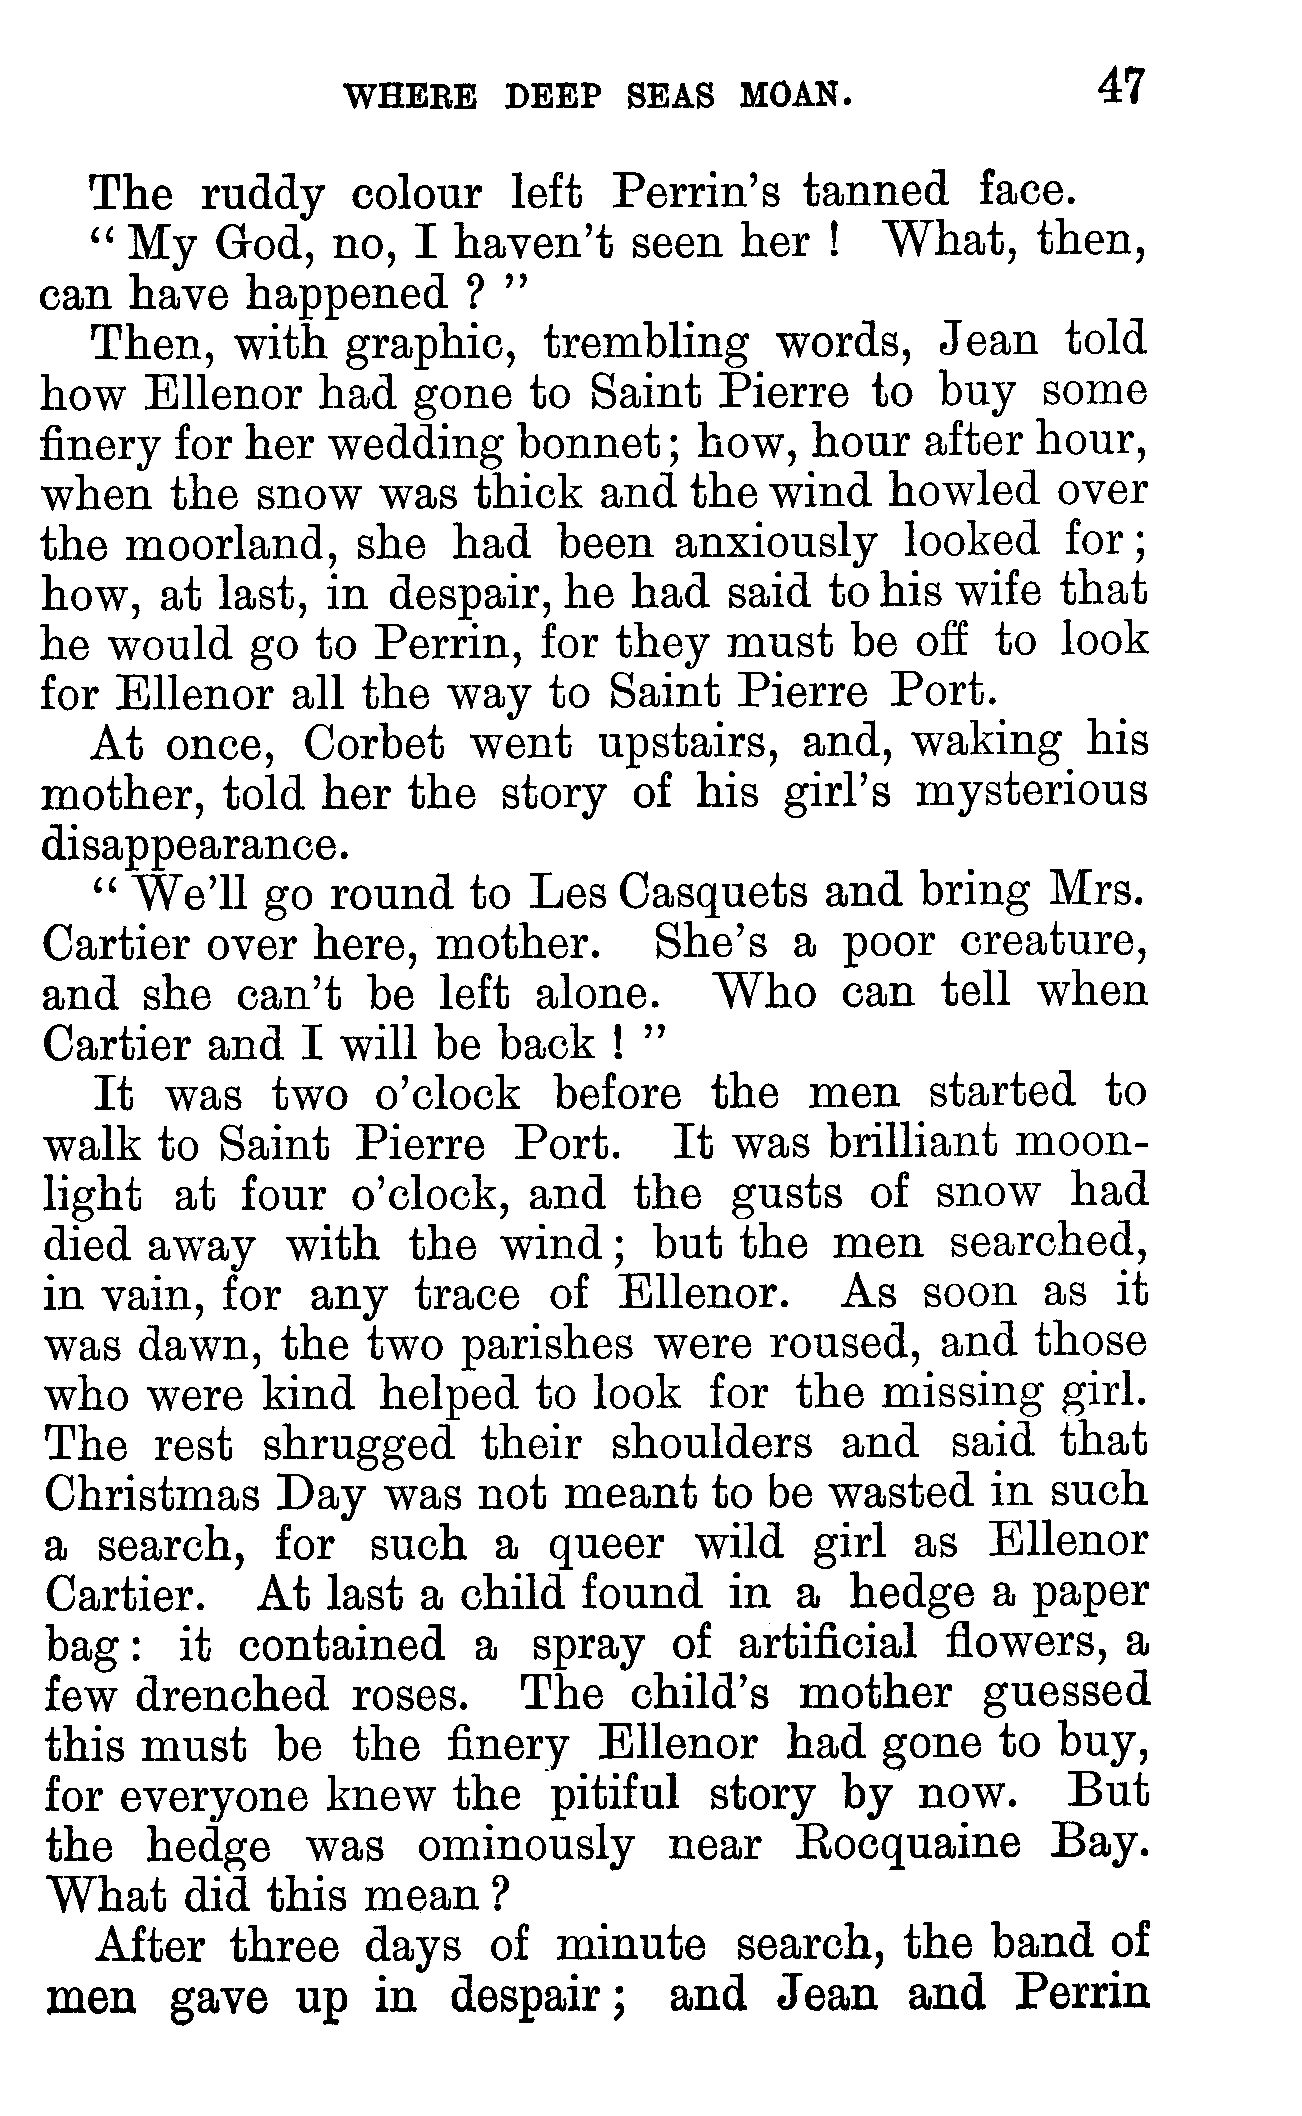 WHERE DEEP SEAS MOAN. 47
The ruddy colour left Perrin's tanned face.
" My God, no, I haven't seen her ! What, then,
can have happened ? "
Then, with graphic, trembling words, Jean told
how Ellenor had gone to Saint Pierre to buy some
finery for her wedding bonnet; how, hour after hour,
when the snow was thick and the wind howled over
the moorland, she had been anxiously looked for ;
how, at last, in despair, he had said to his wife that
he would go to Perrin, for they must be off to look
for Ellenor all the way to Saint Pierre Port.
At once, Corbet went upstairs, and, waking his
mother, told her the story of his girl's mysterious
disappearance.
" We'll go round to Les Casquets and bring Mrs.
Cartier over here, mother. She's a poor creature,
and she can't be left alone. Who can tell when
Cartier and I will be back ! "
It was two o'clock before the men started to
walk to Saint Pierre Port. It was brilliant moon-
light at four o'clock, and the gusts of snow had
died away with the wind ; but the men searched,
in vain, for any trace of Ellenor. As soon as it
was dawn, the two parishes were roused, and those
who were kind helped to look for the missing girl.
The rest shrugged their shoulders and said that
Christmas Day was not meant to be wasted in such
a search, for such a queer wild girl as Ellenor
Cartier. At last a child found in a hedge a paper
bag : it contained a spray of artificial flowers, a
few drenched roses. The child's mother guessed
this must be the finery Ellenor had gone to buy,
for everyone knew the pitiful story by now. But
the hedge was ominously near Rocquaine Bay.
What did this mean ?
After three days of minute search, the band of
men gave up in despair ; and Jean and Perrin